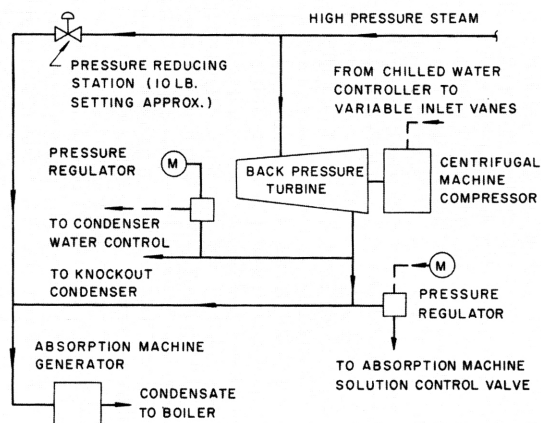 HIGH PRESSURE STEAM
PRESSURE REDUCING
STATION (10 LB.
SETTING APPROX.)
FROM CHILLED WATER
CONTROLLER TO
VARIABLE INLET VANES
PRESSURE
REGULATOR
M
BACK PRESSURE
TURBINE
CENTRIFUGAL
MACHINE
COMPRESSOR
TO CONDENSER
WATER CONTROL
TO KNOCKOUT
CONDENSER
M
PRESSURE
REGULATOR
ABSORPTION MACHINE
GENERATOR
TO ABSORPTION MACHINE
SOLUTION CONTROL VALVE
CONDENSATE
TO BOILER